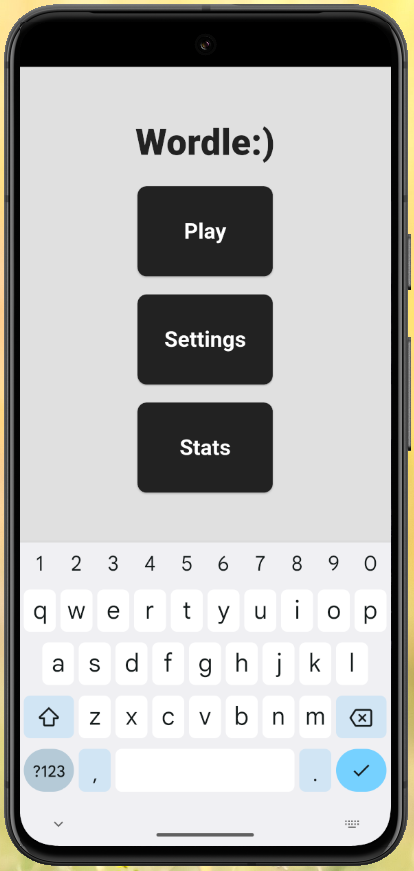 Wordle:)
Play
Settings
Stats
1 2 3 4 5 6 7 8 9 0
q w e r t y u i o p
a s d f g h j k l
z x c v b n m
?123 , .